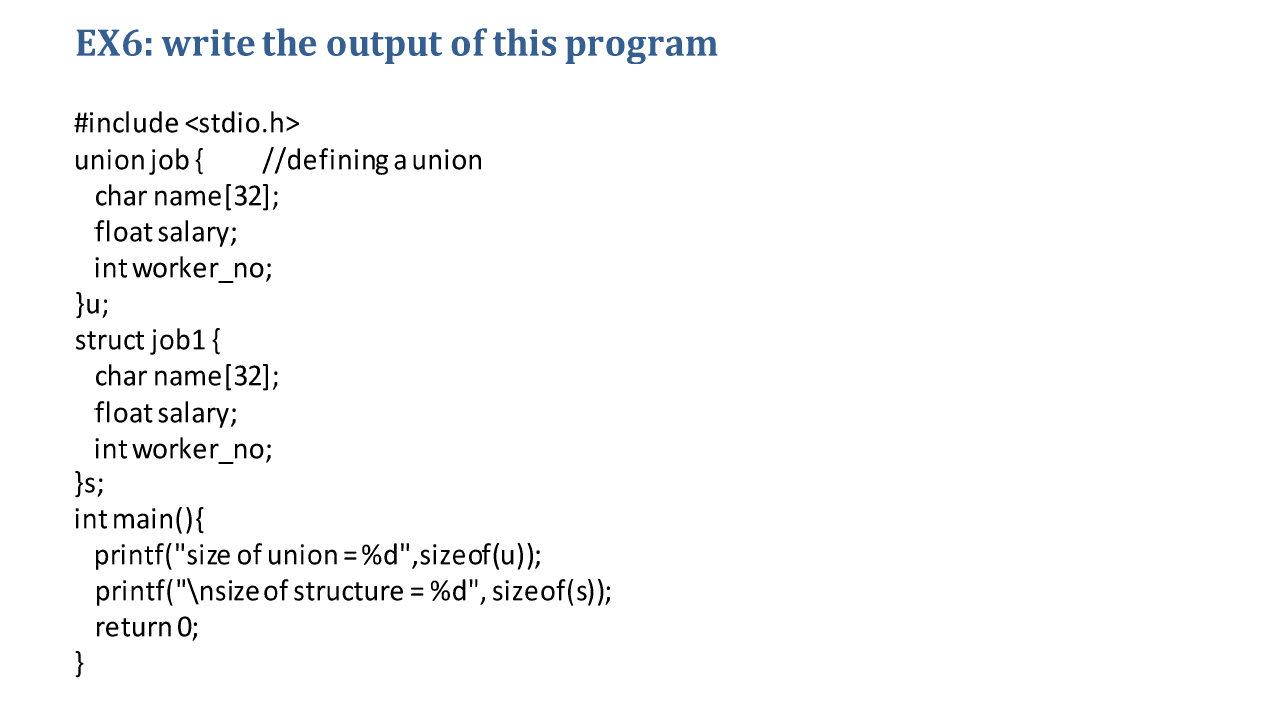 EX6: write the output of this program
#include <stdio.h>
union job {        //defining a union
   char name[32];
   float salary;
   int worker_no;
}u;
struct job1 {
   char name[32];
   float salary;
   int worker_no;
}s;
int main(){
   printf("size of union = %d",sizeof(u));
   printf("\nsize of structure = %d", sizeof(s));
   return 0;
}